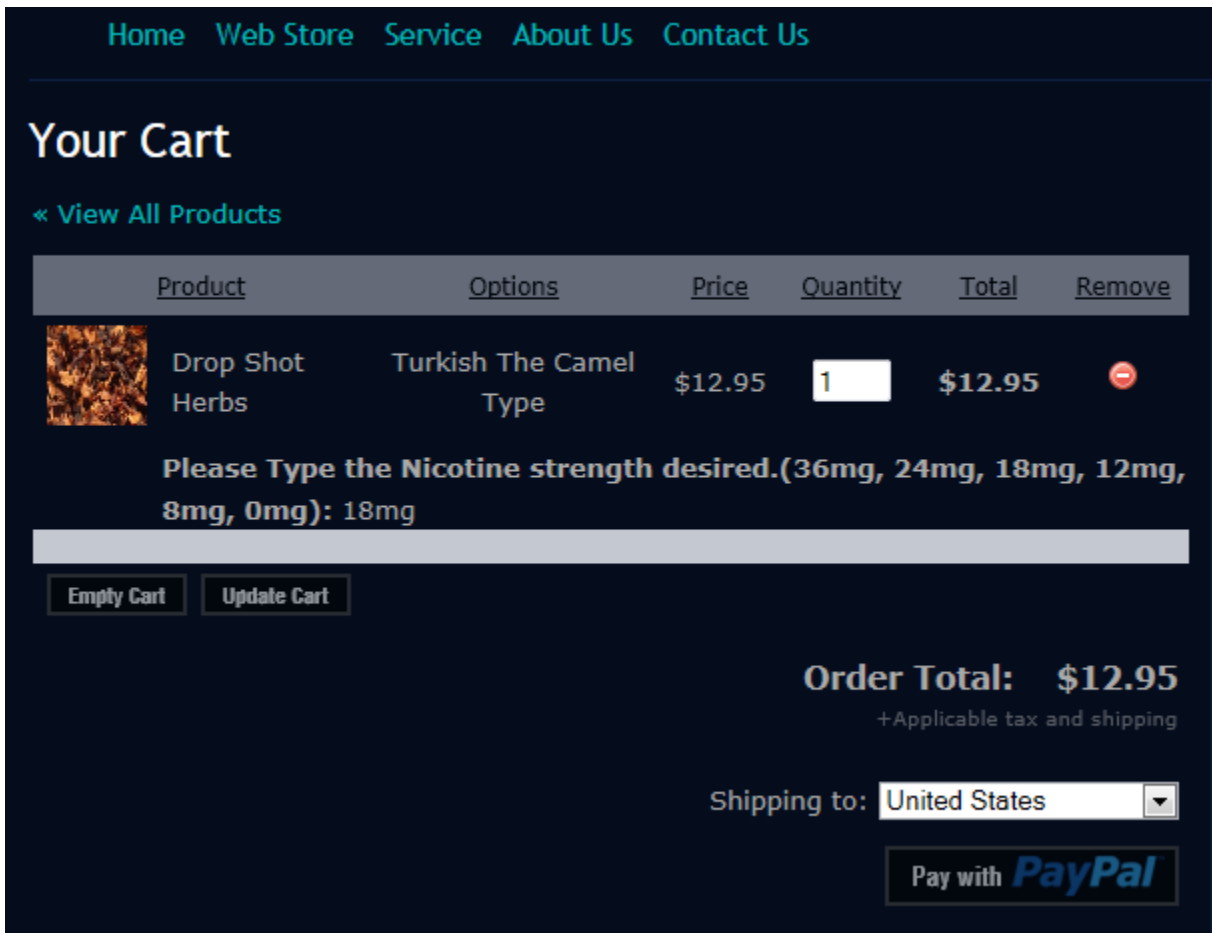 Home Web Store Service About Us Contact Us
Your Cart
« View All Products
Product Options Price Quantity Total Remove
Drop Shot Herbs
Turkish The Camel Type
$12.95 1 $12.95
Please Type the Nicotine strength desired.(36mg, 24mg, 18mg, 12mg,
8mg, 0mg): 18mg
Empty Cart Update Cart
Order Total: $12.95
+Applicable tax and shipping
Shipping to: United States
Pay with PayPal